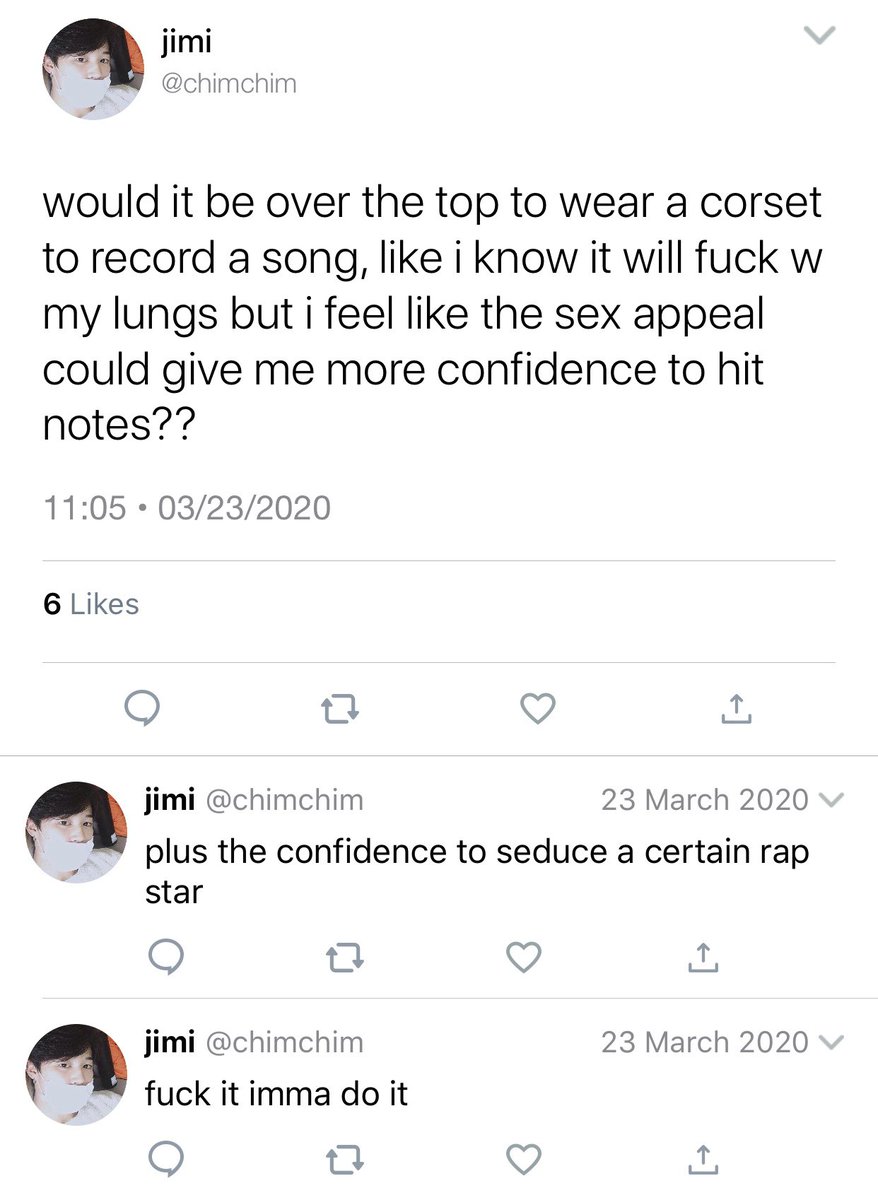 jimi
@chimchim
would it be over the top to wear a corset
to record a song, like i know it will fuck w
my lungs but i feel like the sex appeal
could give me more confidence to hit
notes??
11:05 • 03/23/2020
6 Likes
jimi @chimchim 23 March 2020
plus the confidence to seduce a certain rap
star
jimi @chimchim 23 March 2020
fuck it imma do it